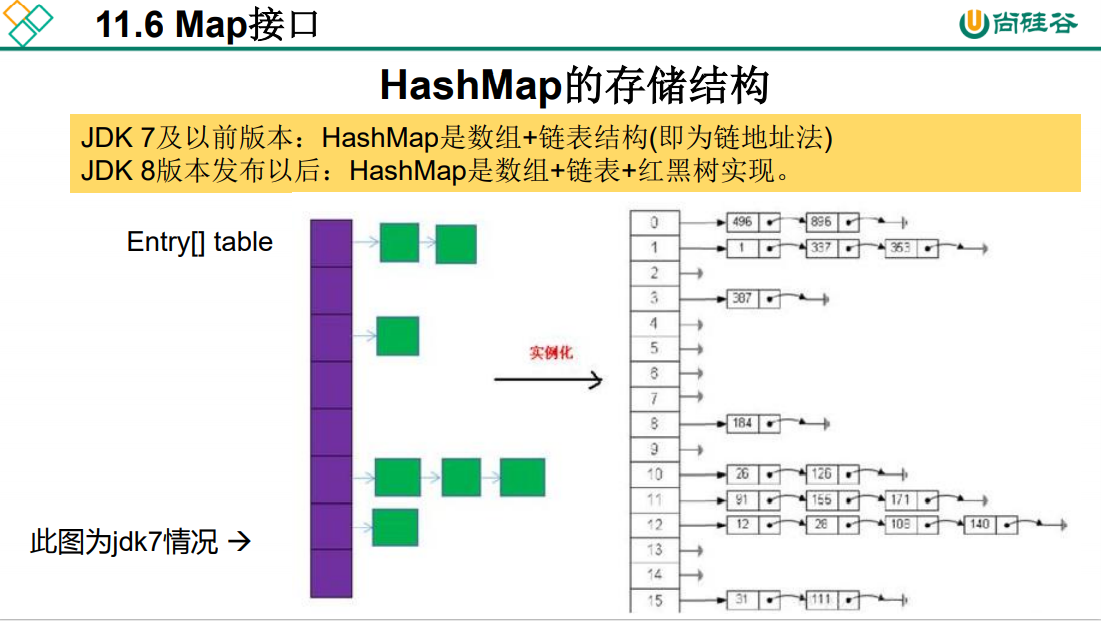 11.6 Map接口
尚硅谷
HashMap的存储结构
JDK 7及以前版本：HashMap是数组+链表结构(即为链地址法)
JDK 8版本发布以后：HashMap是数组+链表+红黑树实现。
Entry[] table
此图为jdk7情况 →
实例化
0 496 896
1 1 337 353
2
3 387
4
5
6
7
8 184
9
10 26 126
11 91 155 171
12 12 28 108 140
13
14
15 31 111